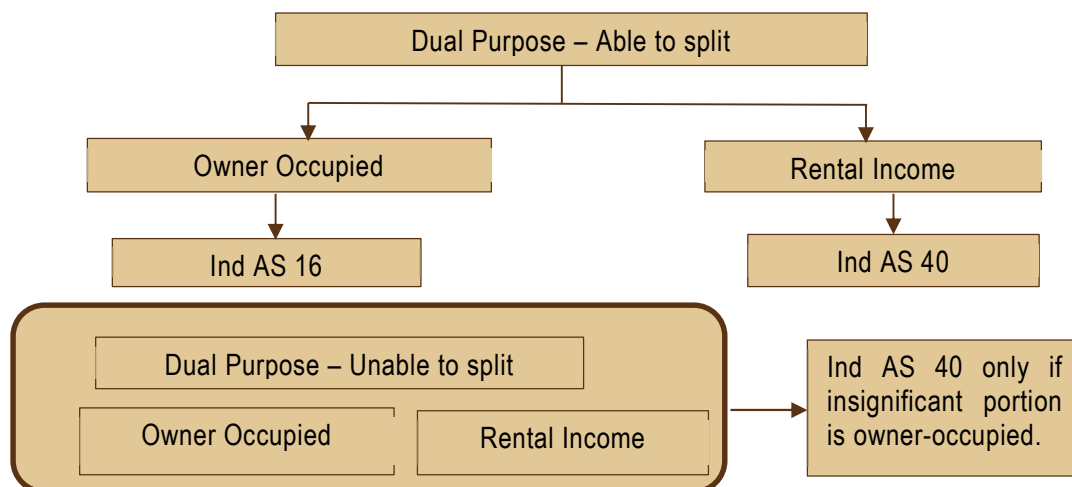 Dual Purpose – Able to split
Owner Occupied
Rental Income
Ind AS 16
Ind AS 40
Dual Purpose – Unable to split
Owner Occupied
Rental Income
Ind AS 40 only if
insignificant portion
is owner-occupied.